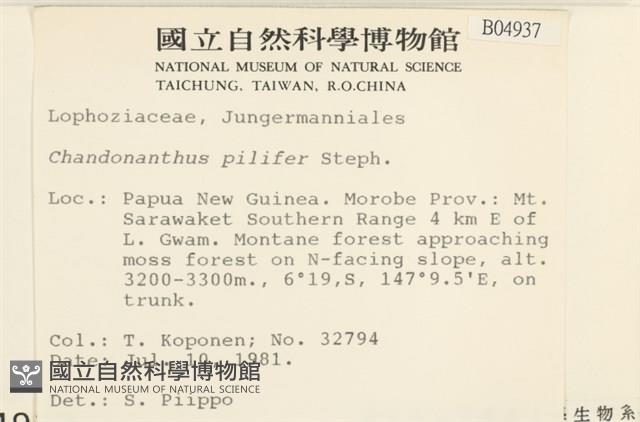 國立自然科學博物館
B04937
NATIONAL MUSEUM OF NATURAL SCIENCE
TAICHUNG, TAIWAN, R.O.CHINA
Lophoziaceae, Jungermanniales
Chandonanthus pilifer Steph.
Loc.: Papua New Guinea. Morobe Prov.: Mt.
Sarawaket Southern Range 4 km E of
L. Gwam. Montane forest approaching
moss forest on N-facing slope, alt.
3200-3300m., 6°19,S, 147°9.5'E, on
trunk.
Col.: T. Koponen; No. 32794
Date: Jul. 10, 1981.
國立自然科學博物館
NATIONAL MUSEUM OF NATURAL SCIENCE
Det.: S. Piippo
生物系